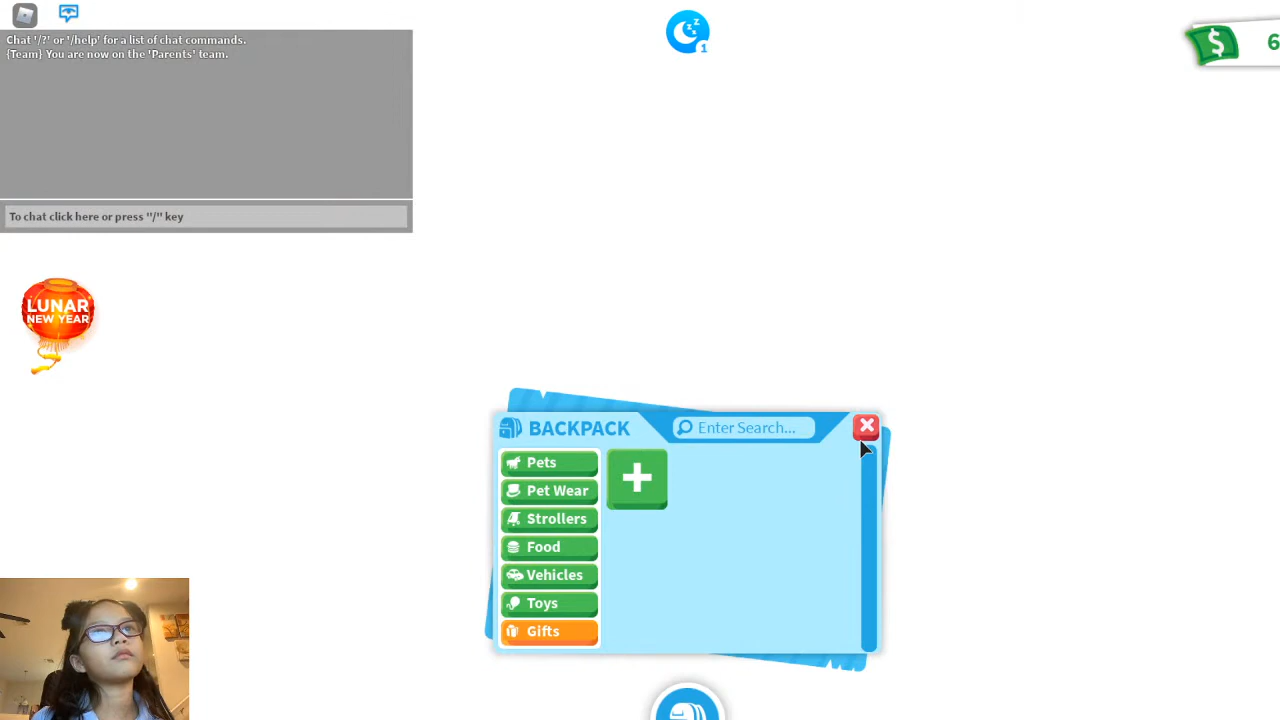 Chat '/?' or '/help' for a list of chat commands.
{Team} You are now on the 'Parents' team.
z
z
z
z
1
$ 6
To chat click here or press "/" key
LUNAR
NEW YEAR
BACKPACK
Enter Search...
Pets
Pet Wear
Strollers
Food
Vehicles
Toys
Gifts